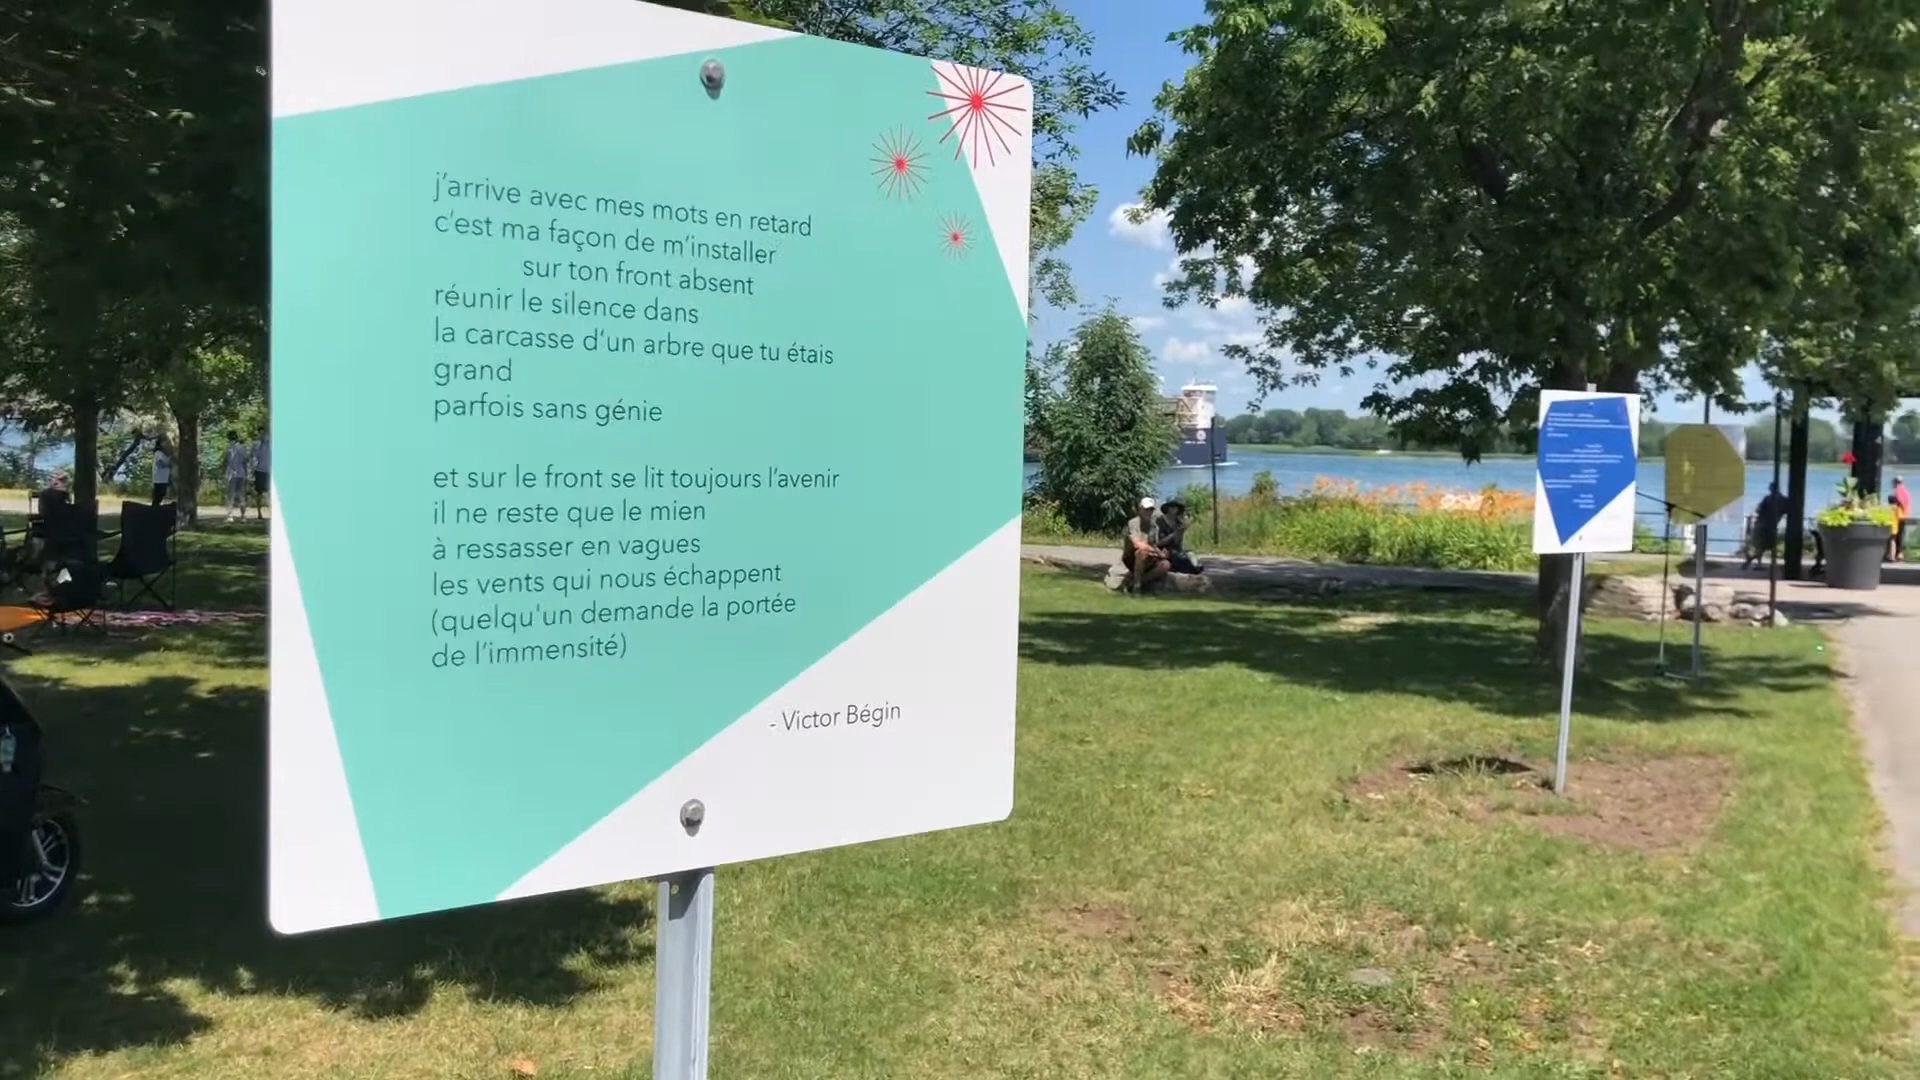 j'arrive avec mes mots en retard
c'est ma façon de m'installer
sur ton front absent
réunir le silence dans
la carcasse d'un arbre que tu étais
grand
parfois sans génie
et sur le front se lit toujours l'avenir
il ne reste que le mien
à ressasser en vagues
les vents qui nous échappent
(quelqu'un demande la portée
de l'immensité)
- Victor Bégin